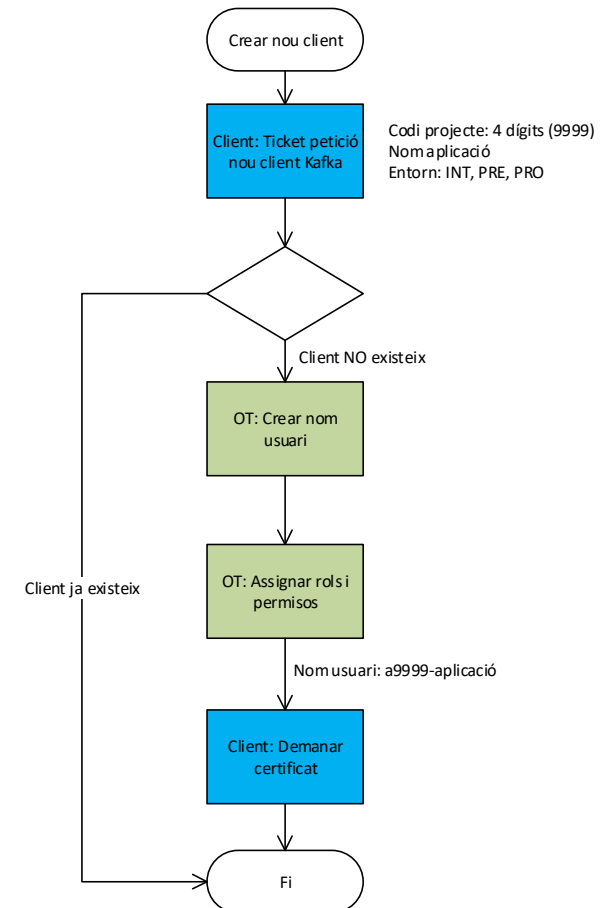 Crear nou client
Client: Ticket petició
nou client Kafka
Codi projecte: 4 dígits (9999)
Nom aplicació
Entorn: INT, PRE, PRO
Client NO existeix
OT: Crear nom
usuari
Client ja existeix
OT: Assignar rols i
permisos
Nom usuari: a9999-aplicació
Client: Demanar
certificat
Fi